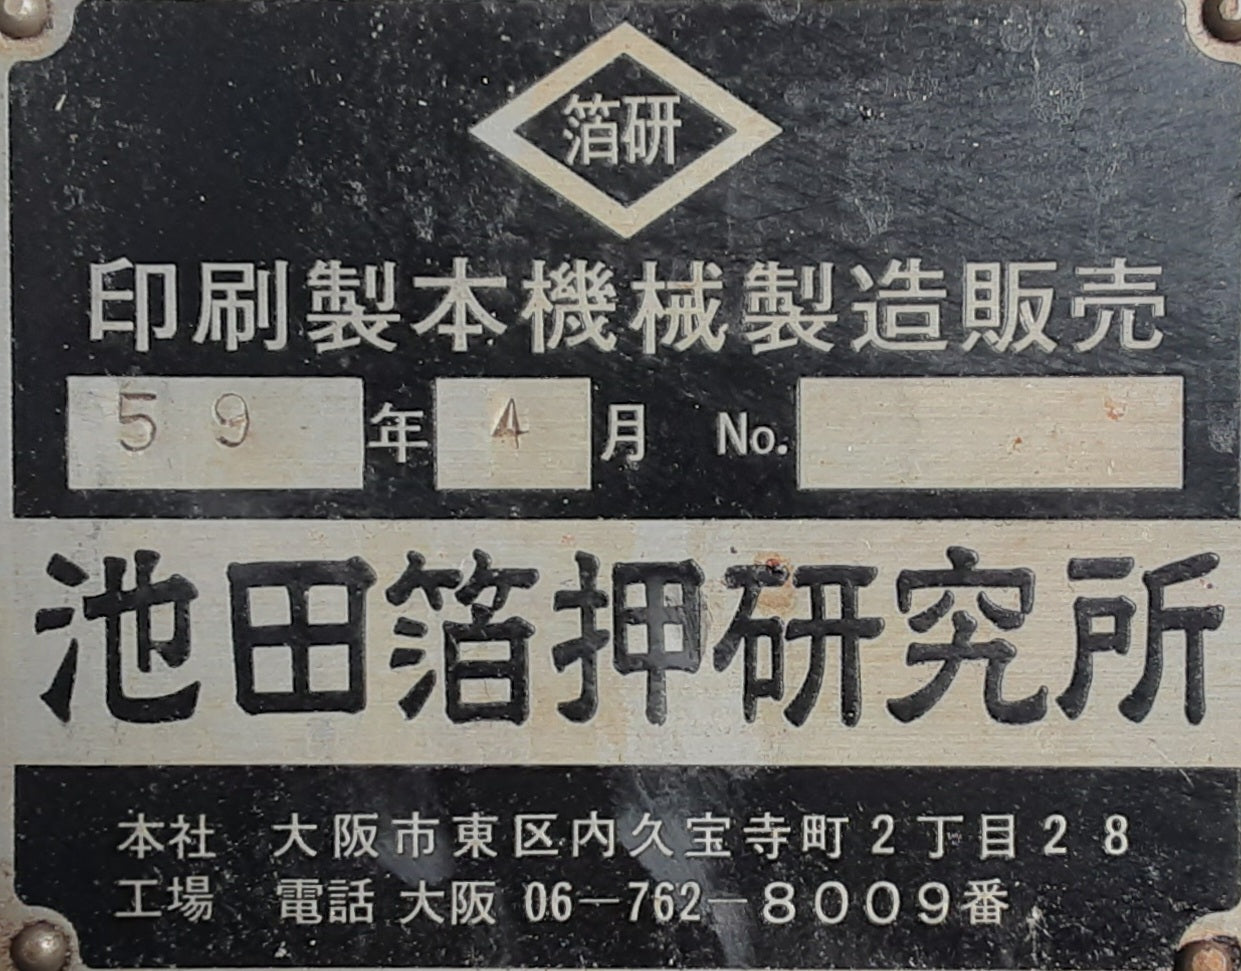 箔研
印刷製本機械製造販売
59年4月 No.
池田箔押研究所
本社 大阪市東区内久宝寺町2丁目28
工場 電話 大阪 06-762-8009番